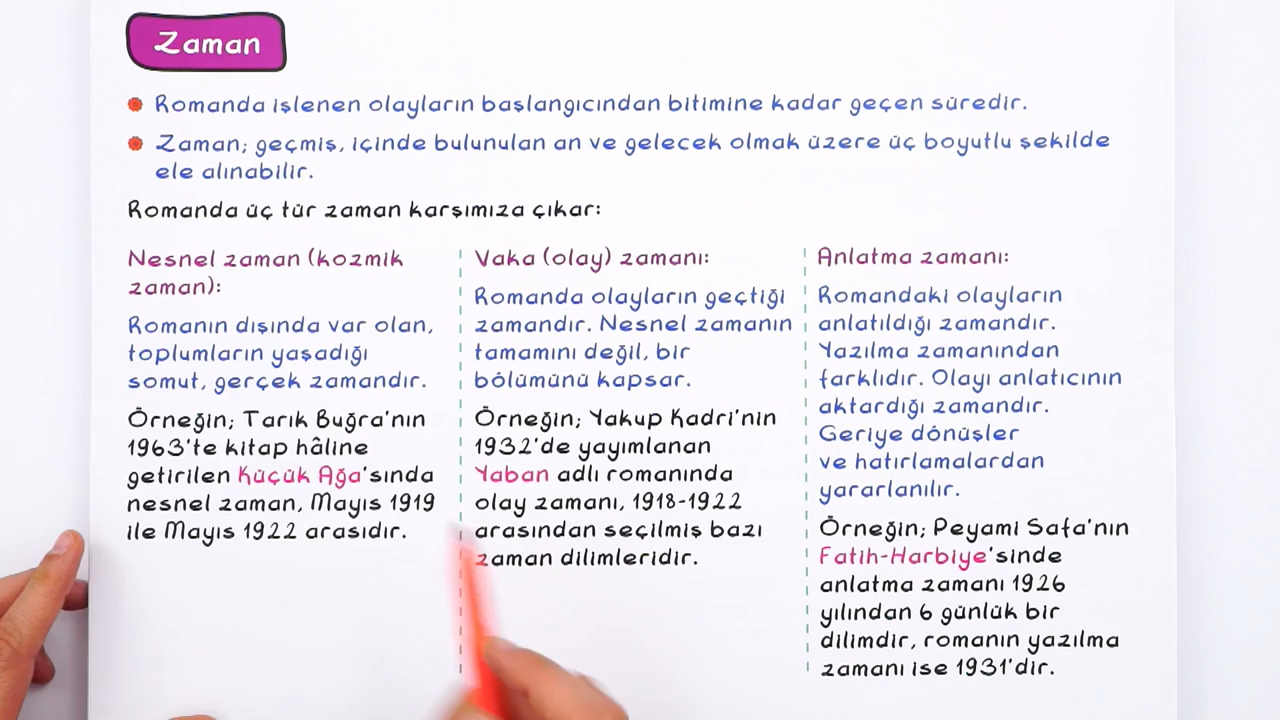 Zaman
Romanda işlenen olayların başlangıcından bitimine kadar geçen süredir.
Zaman; geçmiş, içinde bulunulan an ve gelecek olmak üzere üç boyutlu şekilde
ele alınabilir.
Romanda üç tür zaman karşımıza çıkar:
Nesnel zaman (kozmik
zaman):
Romanın dışında var olan,
toplumların yaşadığı
somut, gerçek zamandır.
Örneğin; Tarık Buğra'nın
1963'te kitap hâline
getirilen Küçük Ağa'sında
nesnel zaman, Mayıs 1919
ile Mayıs 1922 arasıdır.
Vaka (olay) zamanı:
Romanda olayların geçtiği
zamandır. Nesnel zamanın
tamamını değil, bir
bölümünü kapsar.
Örneğin; Yakup Kadri'nin
1932'de yayımlanan
Yaban adlı romanında
olay zamanı, 1918-1922
arasından seçilmiş bazı
zaman dilimleridir.
Anlatma zamanı:
Romandaki olayların
anlatıldığı zamandır.
Yazılma zamanından
farklıdır. Olayı anlatıcının
aktardığı zamandır.
Geriye dönüşler
ve hatırlamalardan
yararlanılır.
Örneğin; Peyami Safa'nın
Fatih-Harbiye'sinde
anlatma zamanı 1926
yılından 6 günlük bir
dilimdir, romanın yazılma
zamanı ise 1931'dir.